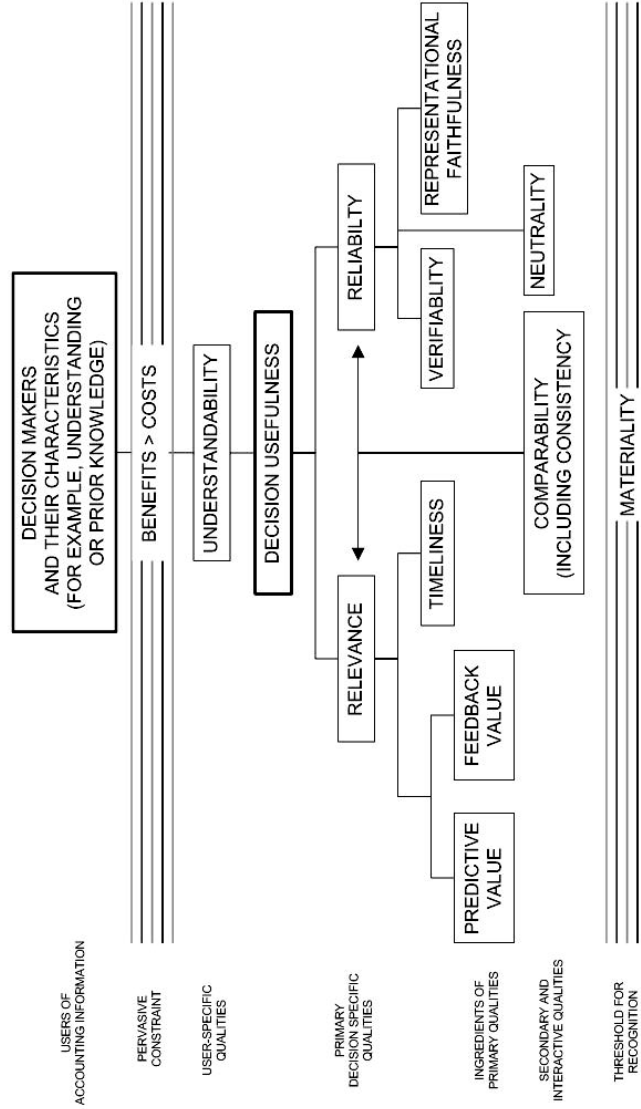 DECISION MAKERS
AND THEIR CHARACTERISTICS
(FOR EXAMPLE, UNDERSTANDING
OR PRIOR KNOWLEDGE)
USERS OF
ACCOUNTING INFORMATION
BENEFITS > COSTS
PERVASIVE
CONSTRAINT
UNDERSTANDABILITY
USER-SPECIFIC
QUALITIES
DECISION USEFULNESS
RELEVANCE
RELIABILTY
PRIMARY
DECISION SPECIFIC
QUALITIES
TIMELINESS
VERIFIABLITY
REPRESENTATIONAL
FAITHFULNESS
PREDICTIVE
VALUE
FEEDBACK
VALUE
INGREDIENTS OF
PRIMARY QUALITIES
COMPARABILITY
(INCLUDING CONSISTENCY
NEUTRALITY
SECONDARY AND
INTERACTIVE QUALITIES
MATERIALITY
THRESHOLD FOR
RECOGNITION